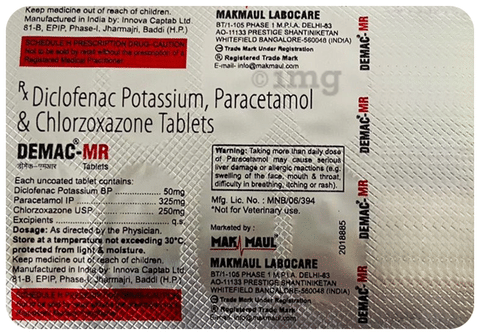 Keep medicine out of reach of children.
Manufactured in India by: Innova Captab Ltd.
81-B, EPIP, Phase-I, Jharmajri, Baddi (H.P.)
SCHEDULE H PRESCRIPTION DRUG-CAUTION
Not to be sold by retail without the prescription of a
Registered Medical Practitioner.
MAKMAUL LABOCARE
BT/1-105 PHASE 1 M.P.I.A. DELHI-83
AO-11133 PRESTIGE SHANTINIKETAN
WHITEFIELD BANGALORE-560048 (INDIA)
Trade Mark Under Registration
Registered Trade Mark
E-mail- info@makmaul.com
DEMAC®-MR
img
Rx Diclofenac Potassium, Paracetamol
& Chlorzoxazone Tablets
DEMAC®-MR
डीमैक-एमआर Tablets
Each uncoated tablet contains:
Diclofenac Potassium BP 50mg
Paracetamol IP 325mg
Chlorzoxazone USP 250mg
Excipients q.s.
Dosage: As directed by the Physician.
Store at a temperature not exceeding 30°C,
protected from light & moisture.
Keep medicine out of reach of children.
Manufactured in India by: Innova Captab Ltd.
81-B, EPIP, Phase-I, Jharmajri, Baddi (H.P.)
SCHEDULE H PRESCRIPTION DRUG-CAUTION
Warning: Taking more than daily dose
of Paracetamol may cause serious
liver damage or allergic reactions (e.g.
swelling of the face, mouth & throat,
difficulty in breathing, itching or rash).
Mfg. Lic. No. : MNB/06/394
*Not for Veterinary use.
Marketed by :
MAK MAUL
MAKMAUL LABOCARE
BT/1-105 PHASE 1 M.P.I.A. DELHI-83
AO-11133 PRESTIGE SHANTINIKETAN
WHITEFIELD BANGALORE-560048 (INDIA)
Trade Mark Under Registration
Registered Trade Mark
E-mail- info@makmaul.com
2018885
DEMAC®-MR
DEMAC®-MR